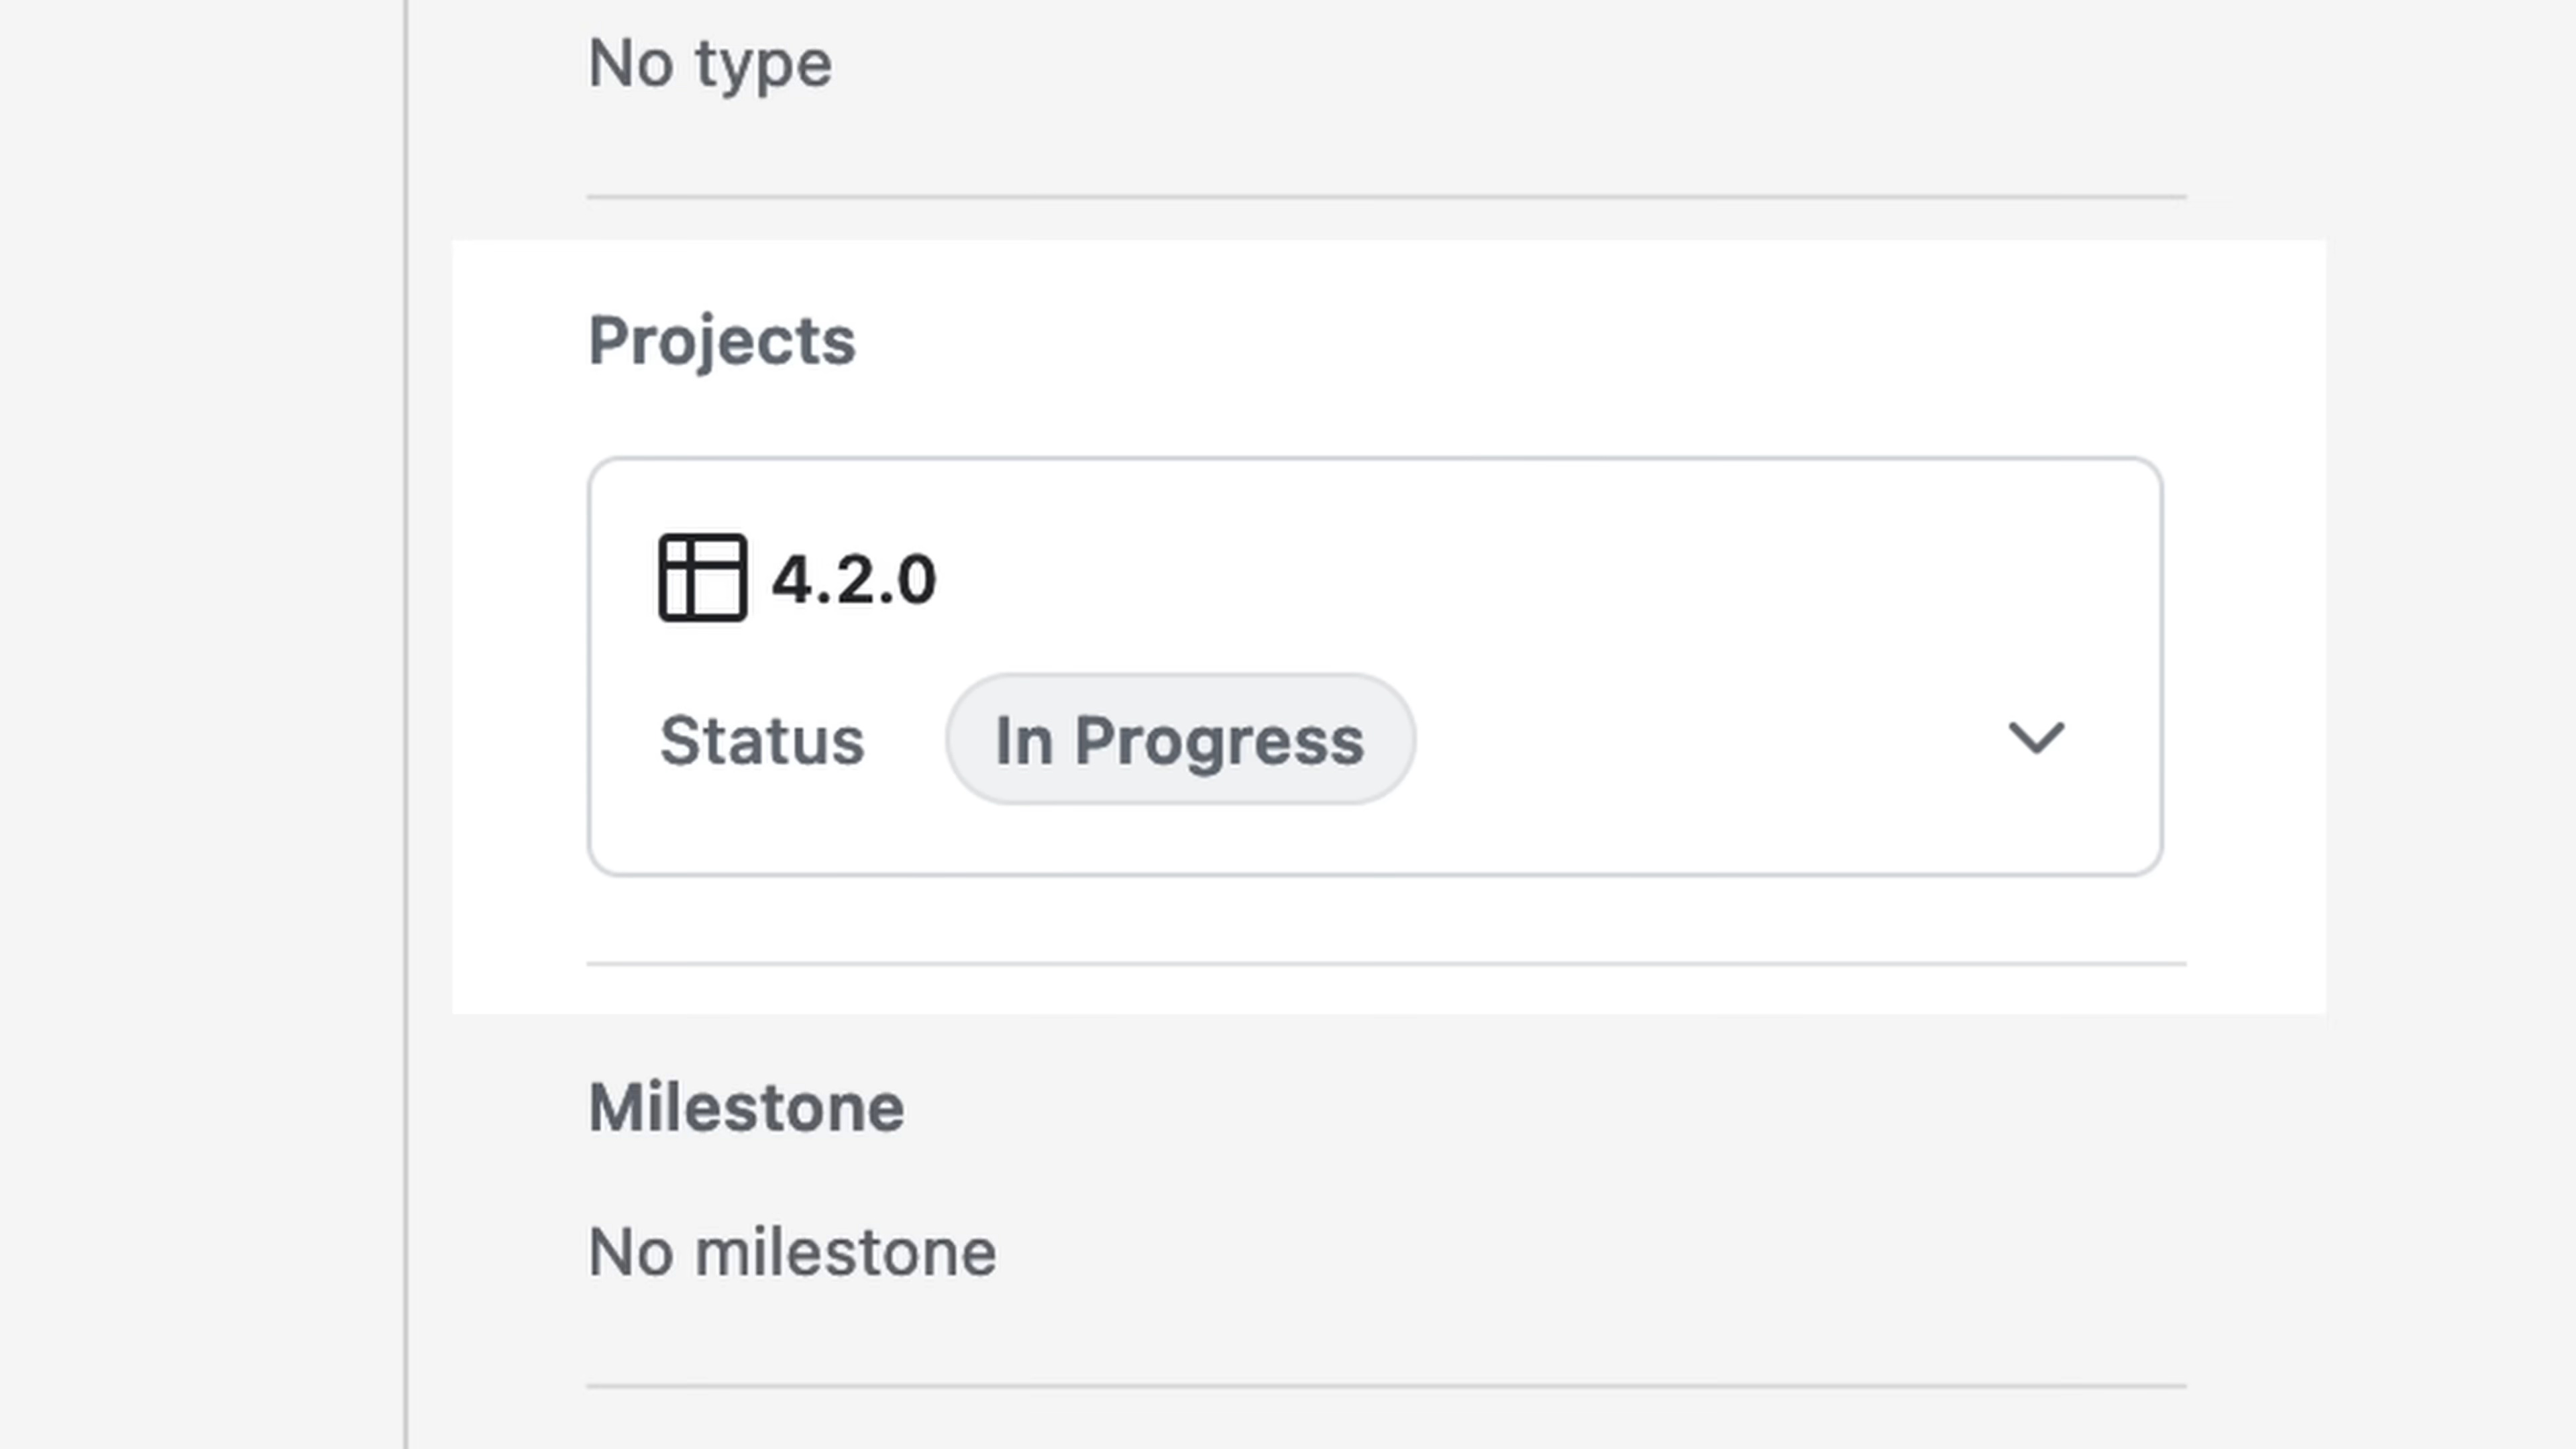 No type
Projects
4.2.0
Status In Progress
Milestone
No milestone